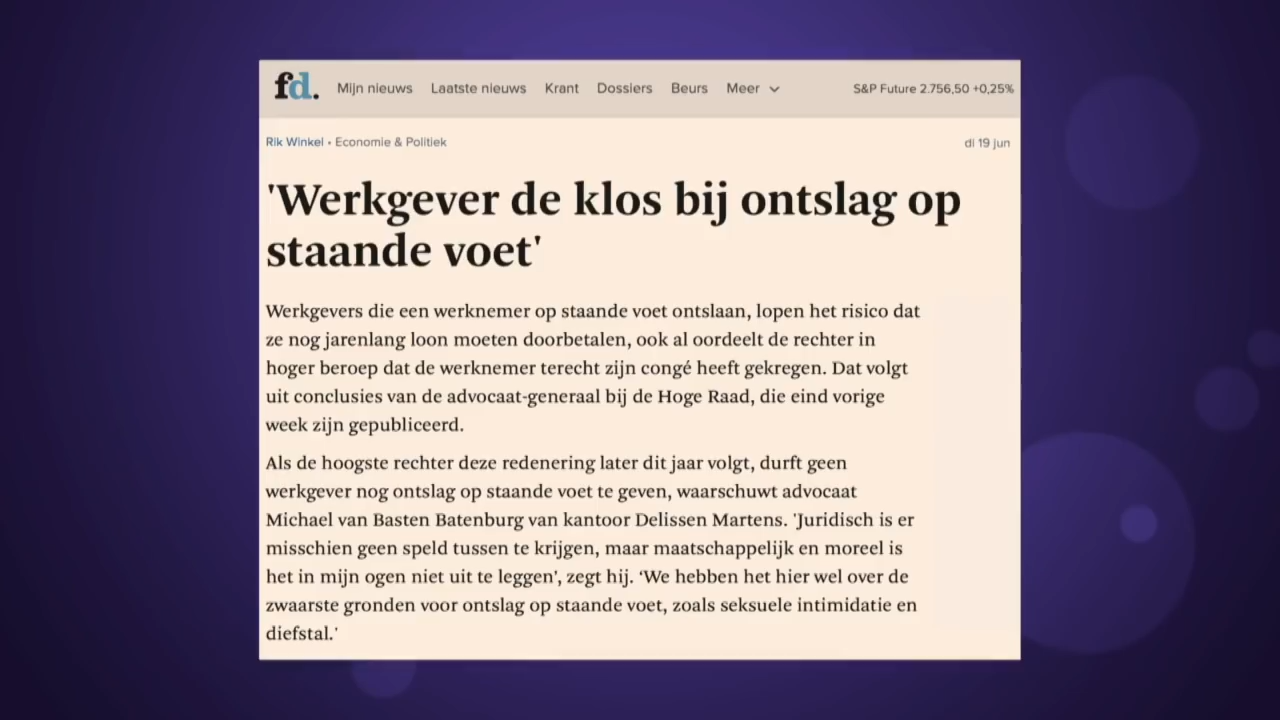 fd. Mijn nieuws Laatste nieuws Krant Dossiers Beurs Meer S&P Future 2.756,50 +0,25%
Rik Winkel • Economie & Politiek di 19 jun
'Werkgever de klos bij ontslag op
staande voet'
Werkgevers die een werknemer op staande voet ontslaan, lopen het risico dat
ze nog jarenlang loon moeten doorbetalen, ook al oordeelt de rechter in
hoger beroep dat de werknemer terecht zijn congé heeft gekregen. Dat volgt
uit conclusies van de advocaat-generaal bij de Hoge Raad, die eind vorige
week zijn gepubliceerd.
Als de hoogste rechter deze redenering later dit jaar volgt, durft geen
werkgever nog ontslag op staande voet te geven, waarschuwt advocaat
Michael van Basten Batenburg van kantoor Delissen Martens. 'Juridisch is er
misschien geen speld tussen te krijgen, maar maatschappelijk en moreel is
het in mijn ogen niet uit te leggen', zegt hij. ‘We hebben het hier wel over de
zwaarste gronden voor ontslag op staande voet, zoals seksuele intimidatie en
diefstal.'